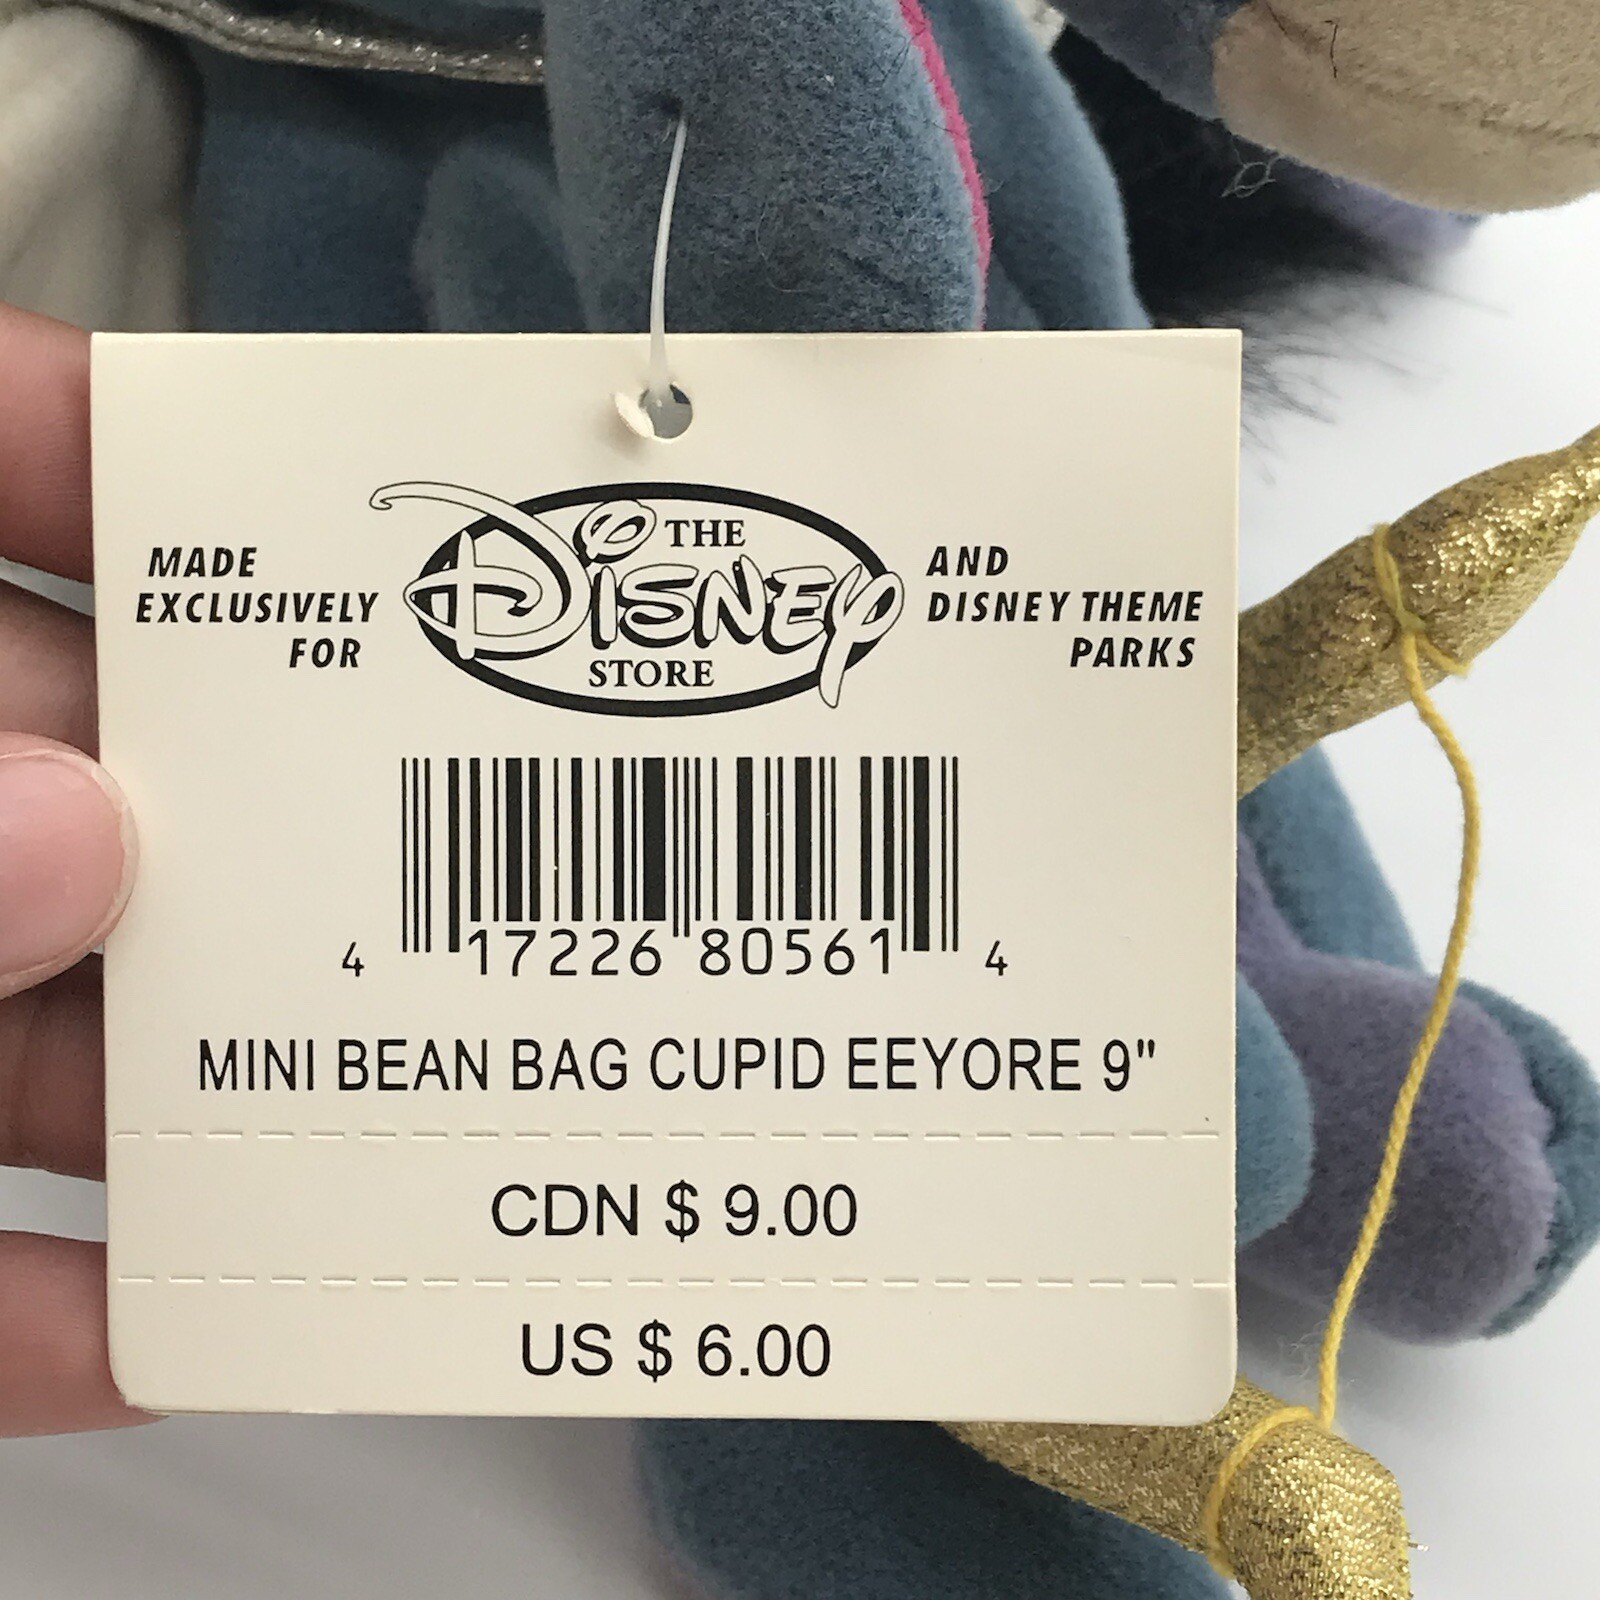 MADE
EXCLUSIVELY
FOR
THE
DISNEY
STORE
AND
DISNEY THEME
PARKS
4 17226 80561 4
MINI BEAN BAG CUPID EEYORE 9"
CDN $ 9.00
US $ 6.00